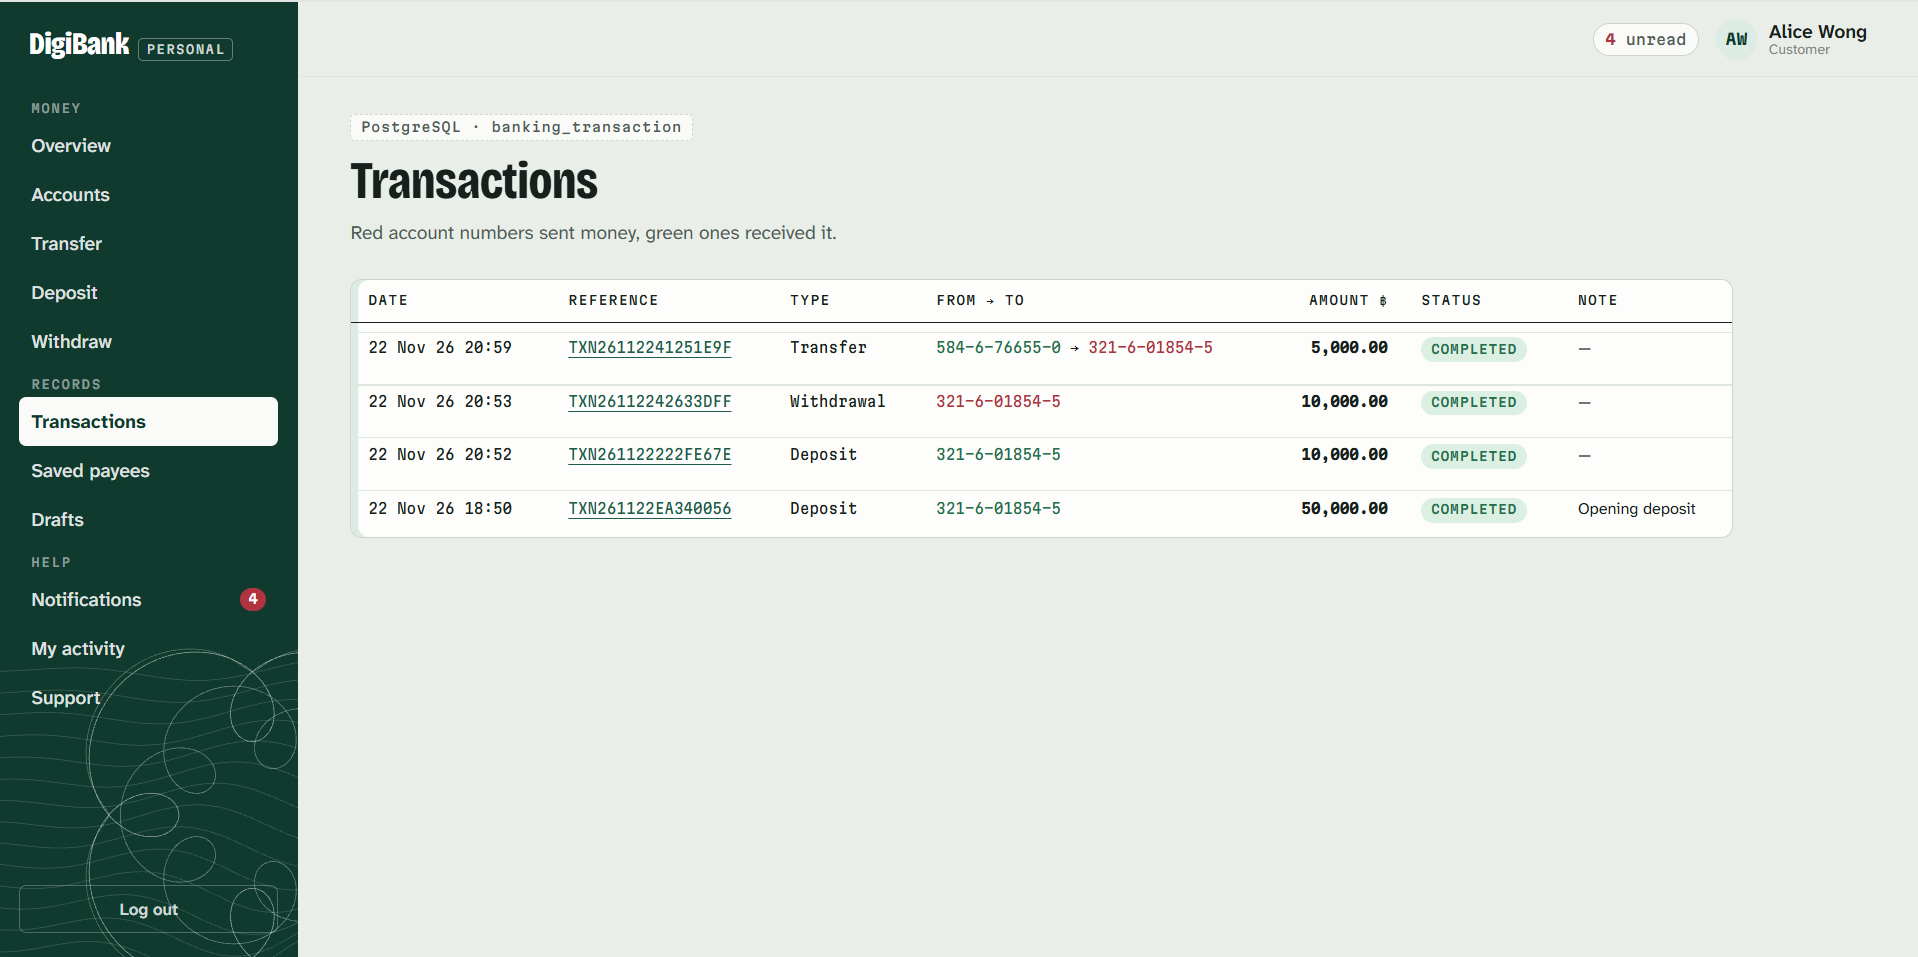 DigiBank PERSONAL
4 unread
AW
Alice Wong
Customer
MONEY
Overview
Accounts
Transfer
Deposit
Withdraw
RECORDS
Transactions
Saved payees
Drafts
HELP
Notifications 4
My activity
Support
Log out
PostgreSQL · banking_transaction
Transactions
Red account numbers sent money, green ones received it.
DATE REFERENCE TYPE FROM → TO AMOUNT ฿ STATUS NOTE
22 Nov 26 20:59 TXN26112241251E9F Transfer 584-6-76655-0 → 321-6-01854-5 5,000.00 COMPLETED —
22 Nov 26 20:53 TXN26112242633DFF Withdrawal 321-6-01854-5 10,000.00 COMPLETED —
22 Nov 26 20:52 TXN261122222FE67E Deposit 321-6-01854-5 10,000.00 COMPLETED —
22 Nov 26 18:50 TXN261122EA340056 Deposit 321-6-01854-5 50,000.00 COMPLETED Opening deposit